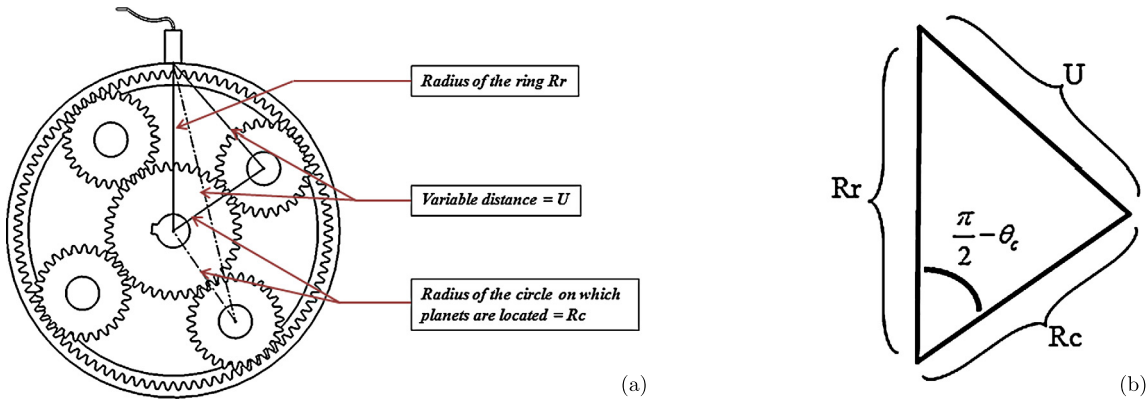 Radius of the ring Rr
Variable distance = U
Radius of the circle on which
planets are located = Rc
(a)
U
Rr
π/2 − θc
Rc
(b)